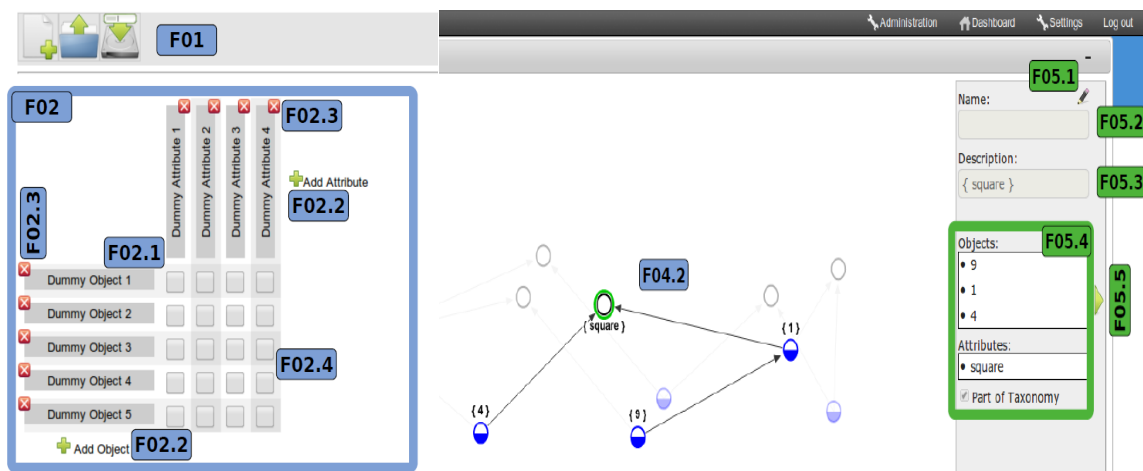 F01
Administration Dashboard Settings Log out
-
F05.1
F02
F02.3
Name:
F05.2
Dummy Attribute 1
Dummy Attribute 2
Dummy Attribute 3
Dummy Attribute 4
Add Attribute
F02.2
Description:
{ square }
F05.3
F02.3
F02.1
Dummy Object 1
Dummy Object 2
Dummy Object 3
Dummy Object 4
Dummy Object 5
F02.4
Add Object
F02.2
F04.2
{ square }
{ 1 }
{ 4 }
{ 9 }
Objects:
F05.4
• 9
• 1
• 4
F05.5
Attributes:
• square
Part of Taxonomy